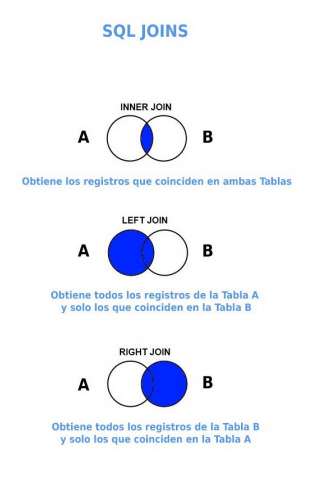 SQL JOINS
INNER JOIN
A B
Obtiene los registros que coinciden en ambas Tablas
LEFT JOIN
A B
Obtiene todos los registros de la Tabla A
y solo los que coinciden en la Tabla B
RIGHT JOIN
A B
Obtiene todos los registros de la Tabla B
y solo los que coinciden en la Tabla A